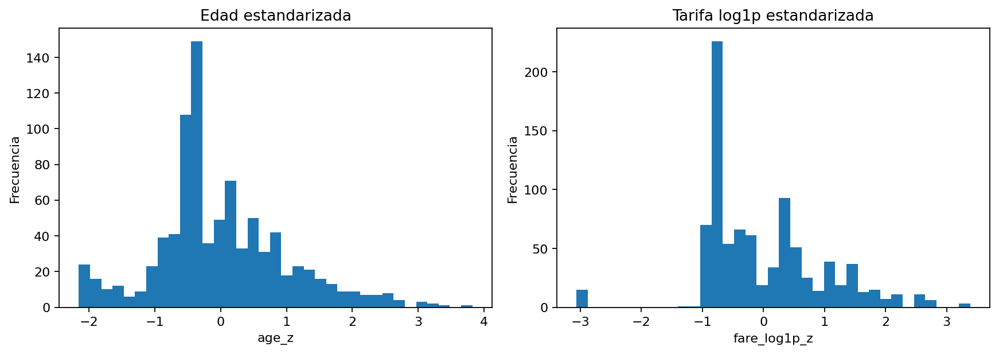 Edad estandarizada
Frecuencia
140
120
100
80
60
40
20
0
−2 −1 0 1 2 3 4
age_z
Tarifa log1p estandarizada
Frecuencia
200
150
100
50
0
−3 −2 −1 0 1 2 3
fare_log1p_z